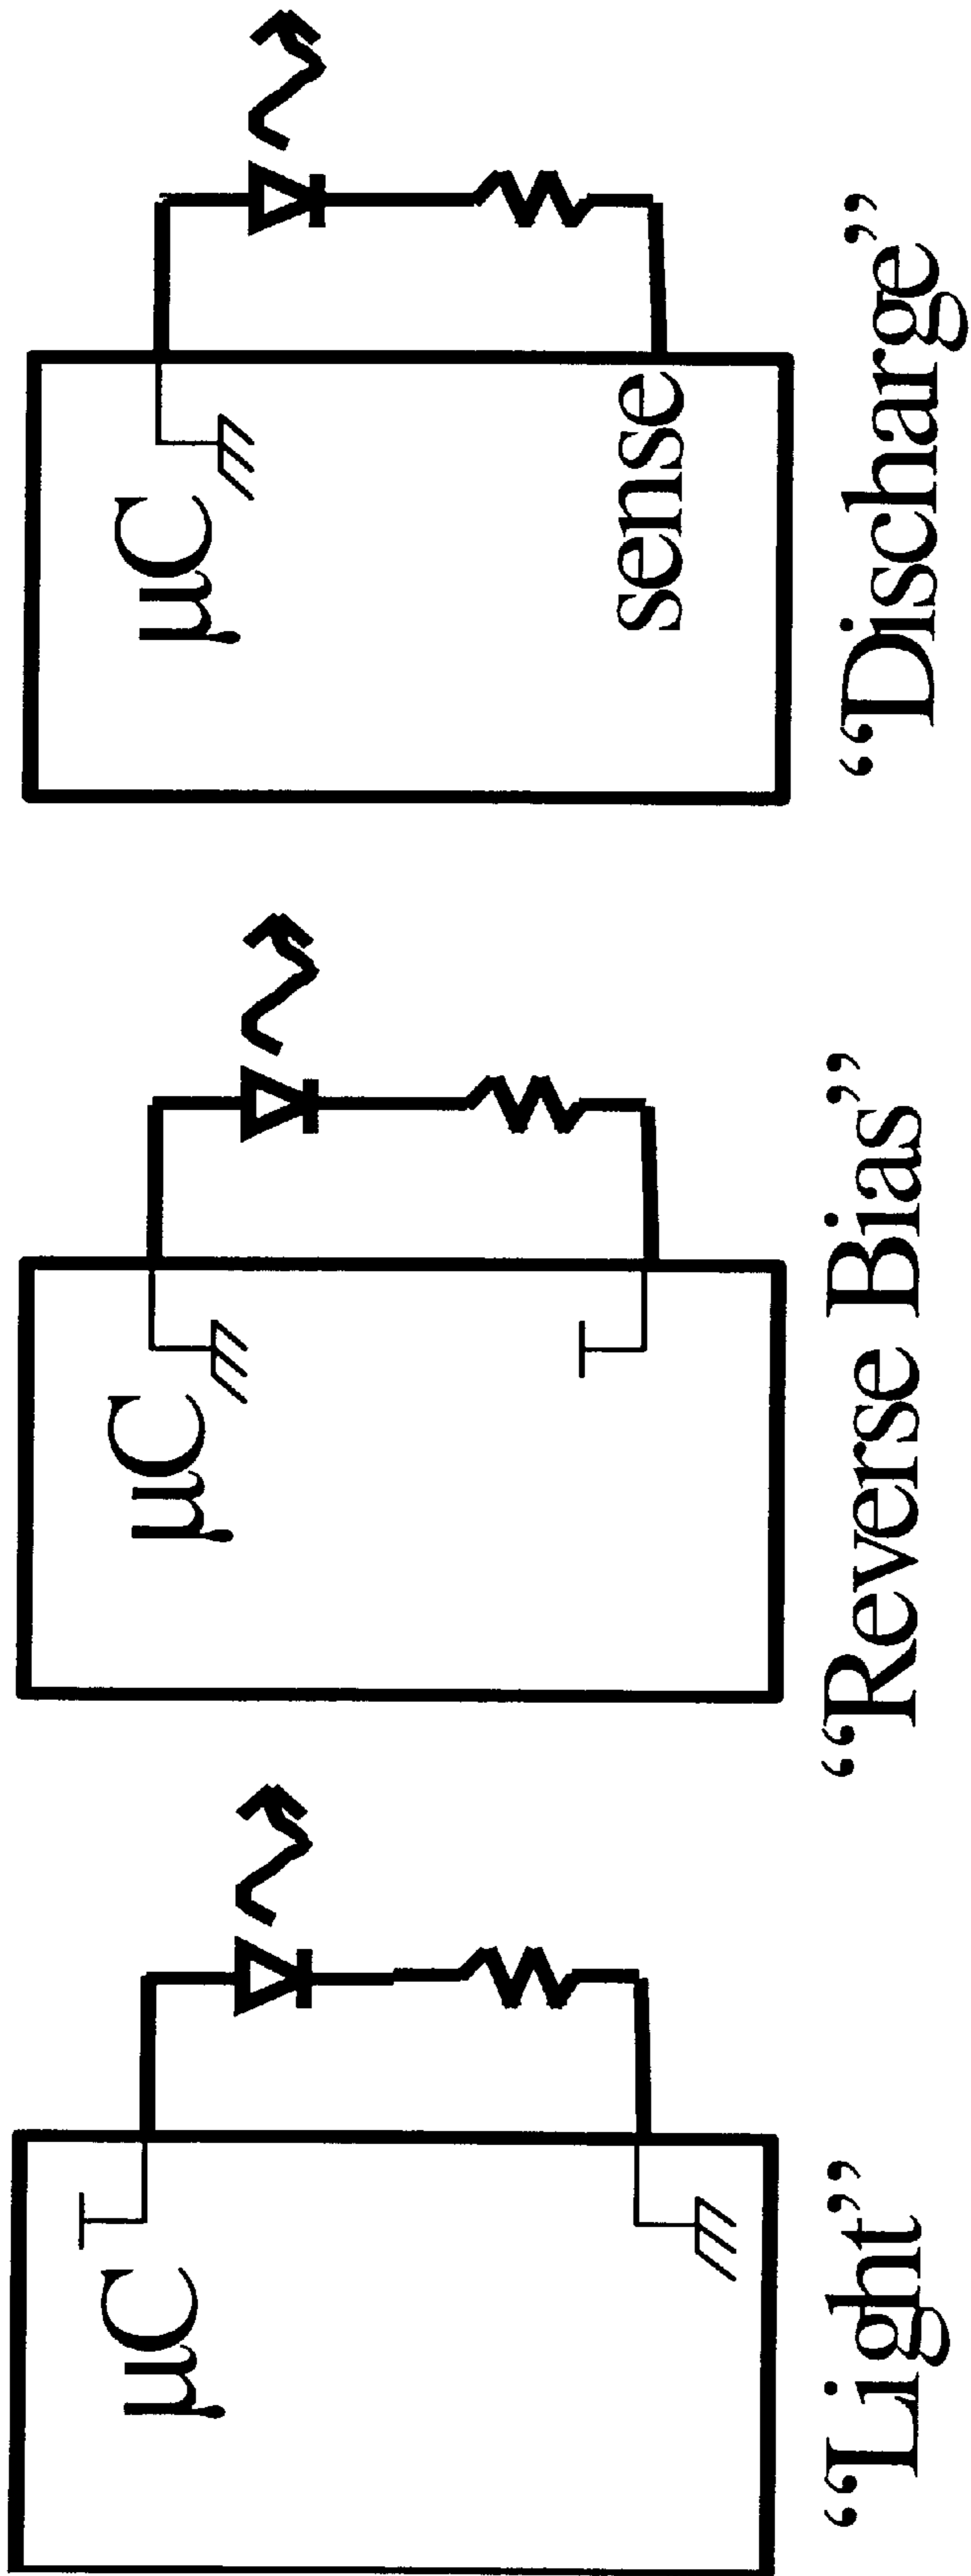 µC
“Light”
µC
“Reverse Bias”
µC
sense
“Discharge”